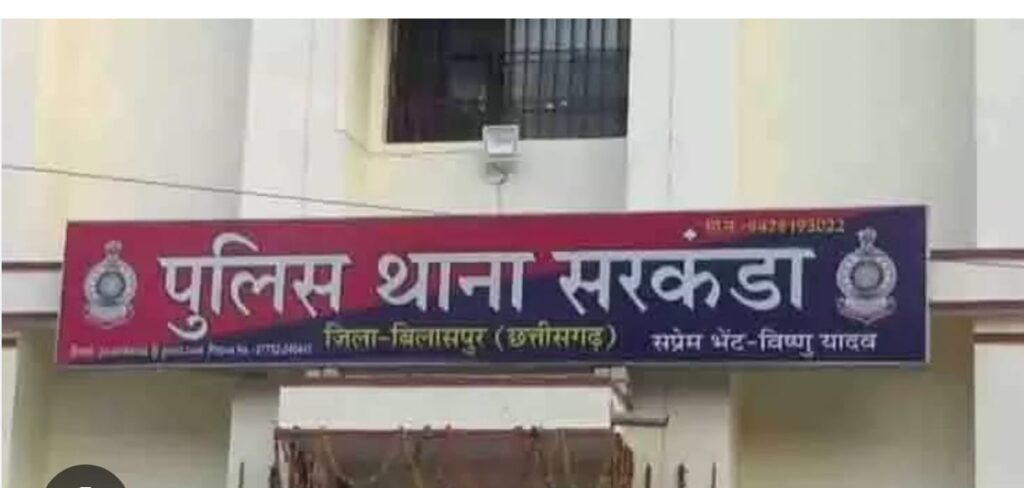 पुलिस थाना सरकंडा
जिला-बिलासपुर (छत्तीसगढ़)
सप्रेम भेंट-विष्णु यादव